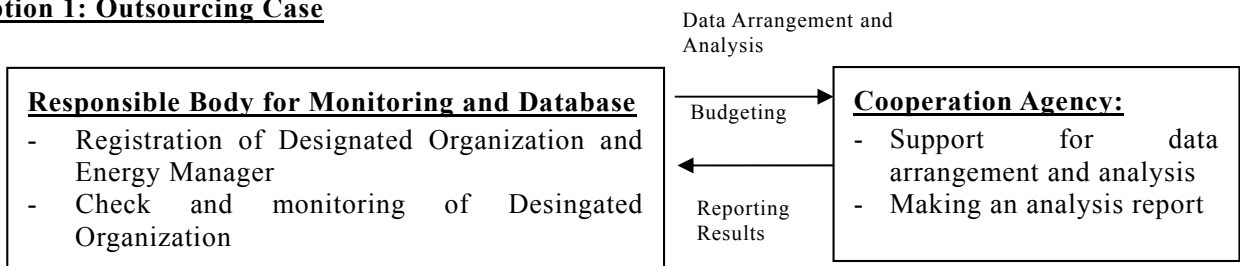 ption 1: Outsourcing Case
Data Arrangement and
Analysis
Responsible Body for Monitoring and Database
- Registration of Designated Organization and
Energy Manager
- Check and monitoring of Desingated
Organization
Budgeting
Reporting
Results
Cooperation Agency:
- Support for data
arrangement and analysis
- Making an analysis report